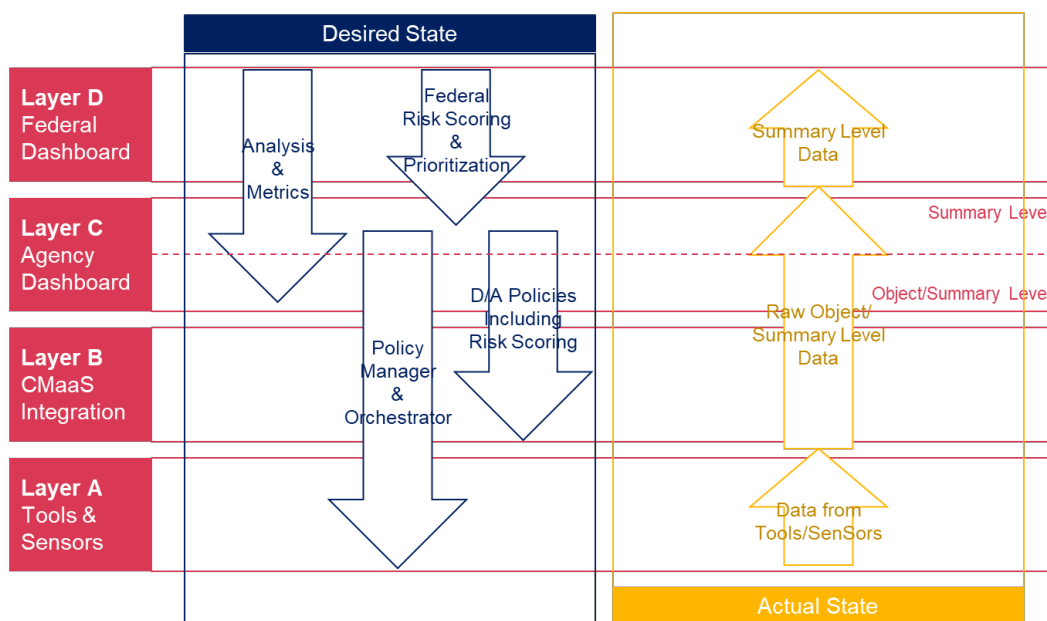 Desired State
Layer D
Federal
Dashboard
Analysis
&
Metrics
Federal
Risk Scoring
&
Prioritization
Summary Level
Data
Layer C
Agency
Dashboard
Summary Level
Object/Summary Level
D/A Policies
Including
Risk Scoring
Raw Object/
Summary Level
Data
Layer B
CMaaS
Integration
Policy
Manager
&
Orchestrator
Layer A
Tools &
Sensors
Data from
Tools/SenSors
Actual State